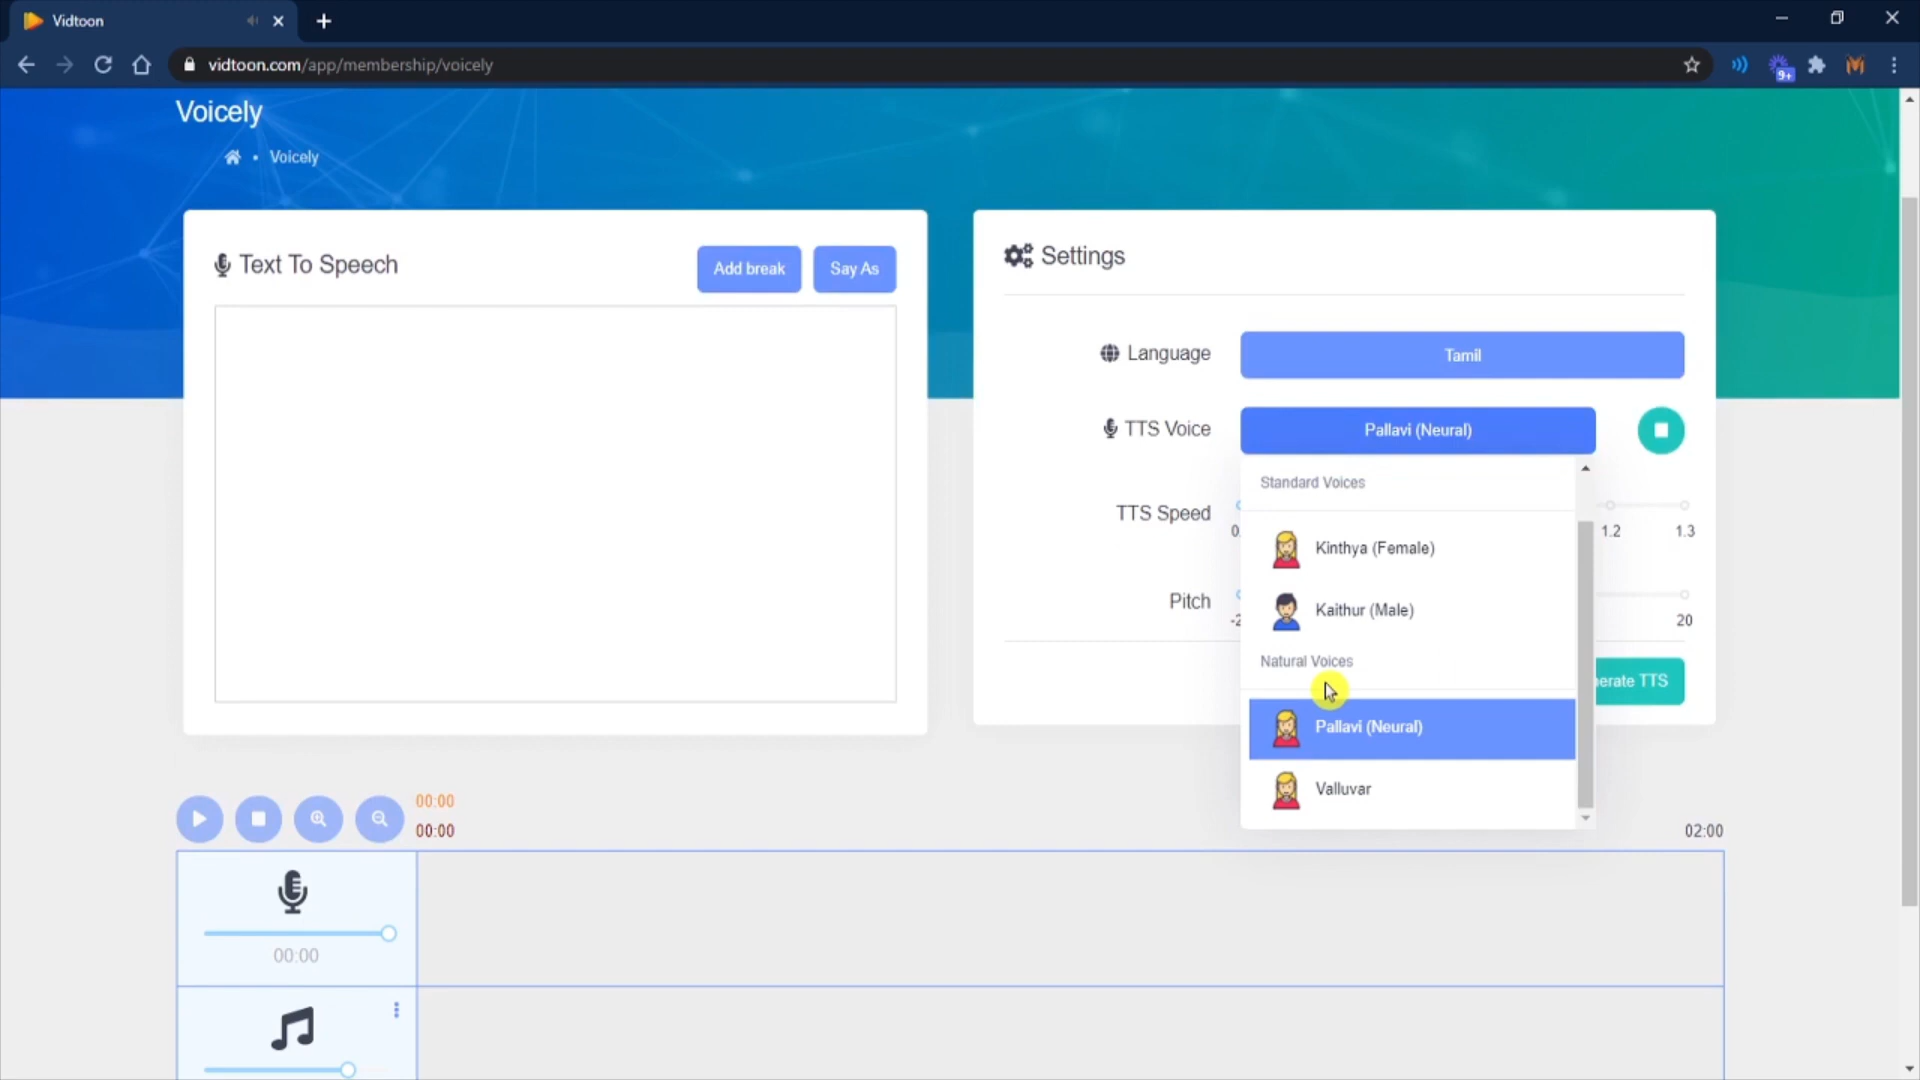 Vidtoon
vidtoon.com/app/membership/voicely
9+
Voicely
Voicely
Text To Speech
Add break
Say As
Settings
Language
Tamil
TTS Voice
Pallavi (Neural)
Standard Voices
TTS Speed
1.2
1.3
Kinthya (Female)
Pitch
Kaithur (Male)
20
Natural Voices
erate TTS
Pallavi (Neural)
Valluvar
00:00
00:00
02:00
00:00